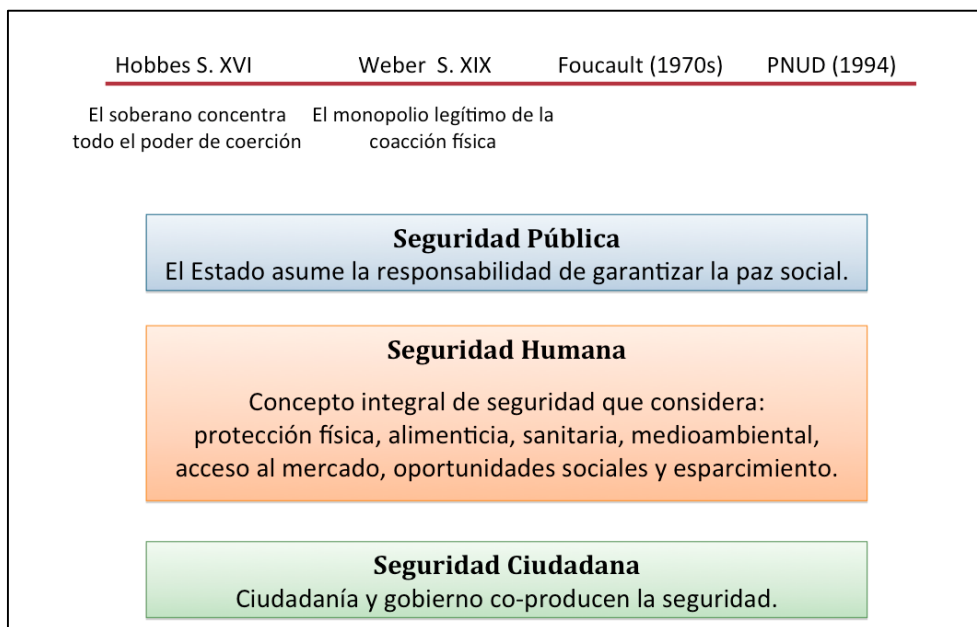 Hobbes S. XVI Weber S. XIX Foucault (1970s) PNUD (1994)
El soberano concentra
todo el poder de coerción
El monopolio legítimo de la
coacción física
Seguridad Pública
El Estado asume la responsabilidad de garantizar la paz social.
Seguridad Humana
Concepto integral de seguridad que considera:
protección física, alimenticia, sanitaria, medioambiental,
acceso al mercado, oportunidades sociales y esparcimiento.
Seguridad Ciudadana
Ciudadanía y gobierno co-producen la seguridad.